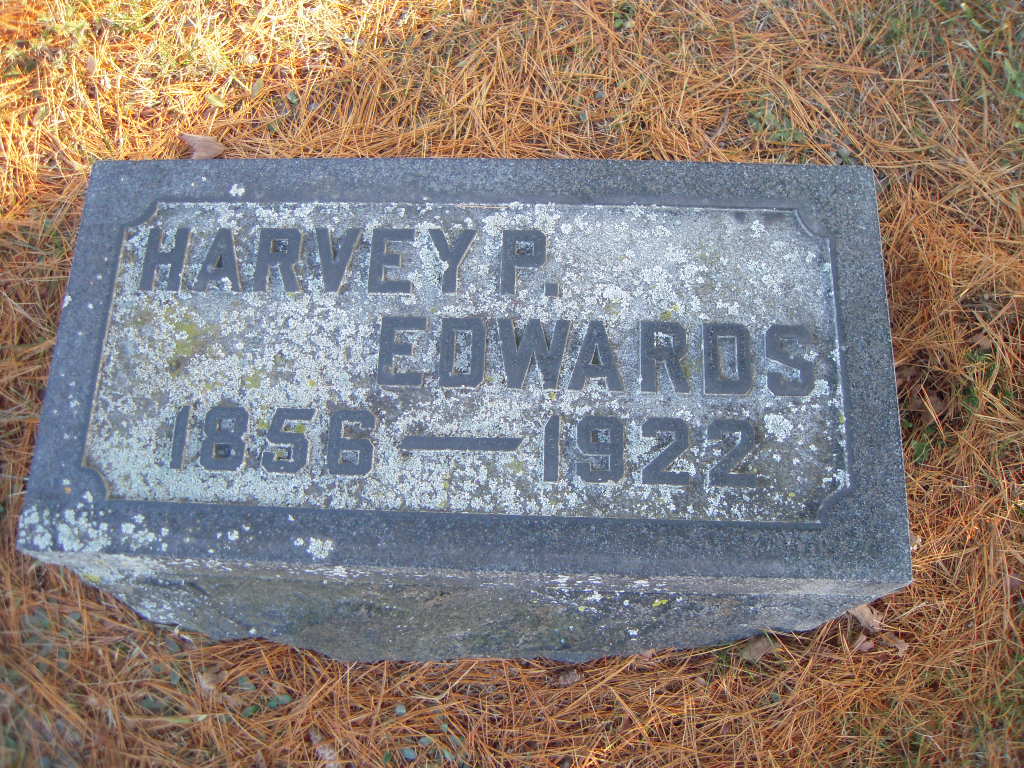 HARVEY P.
EDWARDS
1856 — 1922